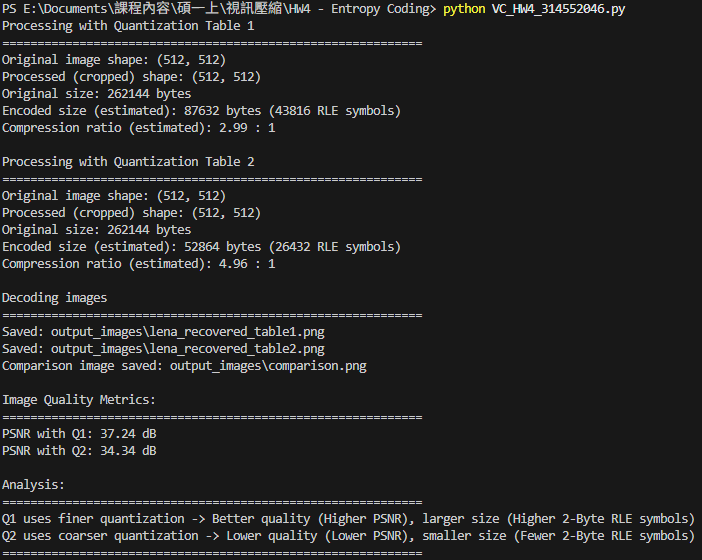 PS E:\Documents\課程內容\碩一上\視訊壓縮\HW4 - Entropy Coding> python VC_HW4_314552046.py
Processing with Quantization Table 1
============================================================
Original image shape: (512, 512)
Processed (cropped) shape: (512, 512)
Original size: 262144 bytes
Encoded size (estimated): 87632 bytes (43816 RLE symbols)
Compression ratio (estimated): 2.99 : 1

Processing with Quantization Table 2
============================================================
Original image shape: (512, 512)
Processed (cropped) shape: (512, 512)
Original size: 262144 bytes
Encoded size (estimated): 52864 bytes (26432 RLE symbols)
Compression ratio (estimated): 4.96 : 1

Decoding images
============================================================
Saved: output_images\lena_recovered_table1.png
Saved: output_images\lena_recovered_table2.png
Comparison image saved: output_images\comparison.png

Image Quality Metrics:
============================================================
PSNR with Q1: 37.24 dB
PSNR with Q2: 34.34 dB

Analysis:
============================================================
Q1 uses finer quantization -> Better quality (Higher PSNR), larger size (Higher 2-Byte RLE symbols)
Q2 uses coarser quantization -> Lower quality (Lower PSNR), smaller size (Fewer 2-Byte RLE symbols)
============================================================